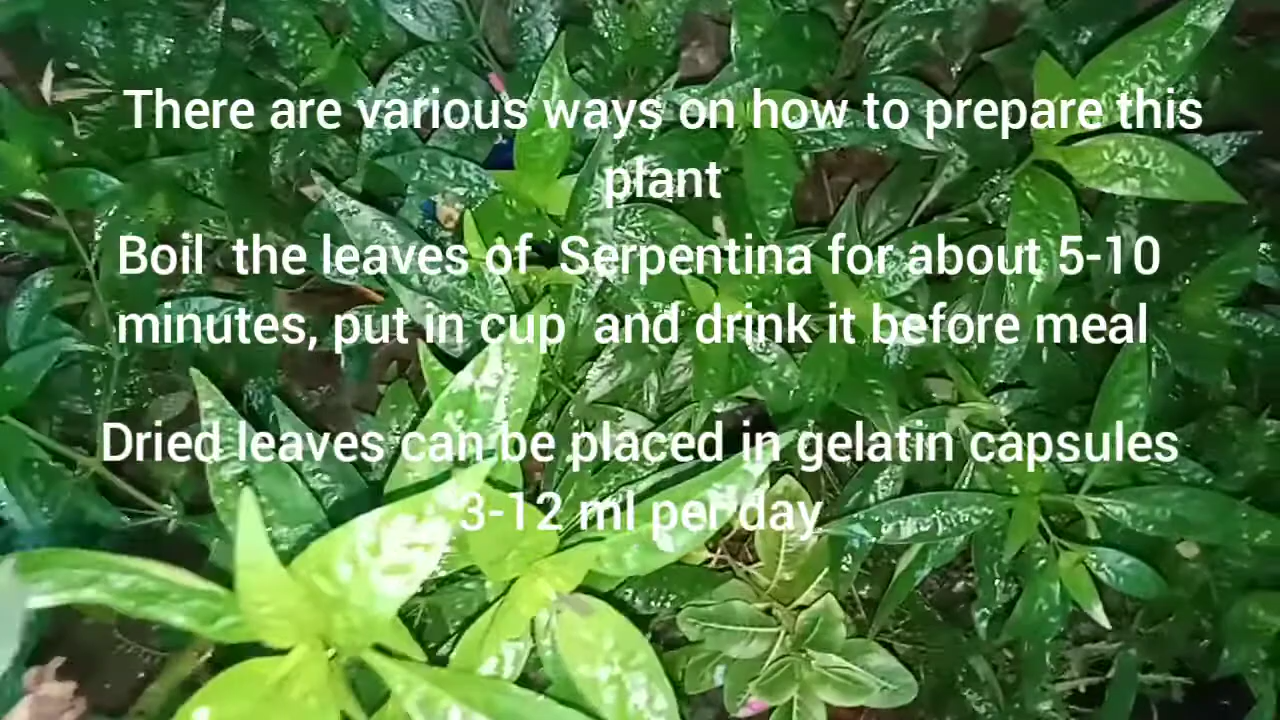 There are various ways on how to prepare this
plant
Boil the leaves of Serpentina for about 5-10
minutes, put in cup and drink it before meal
Dried leaves can be placed in gelatin capsules
3-12 ml per day